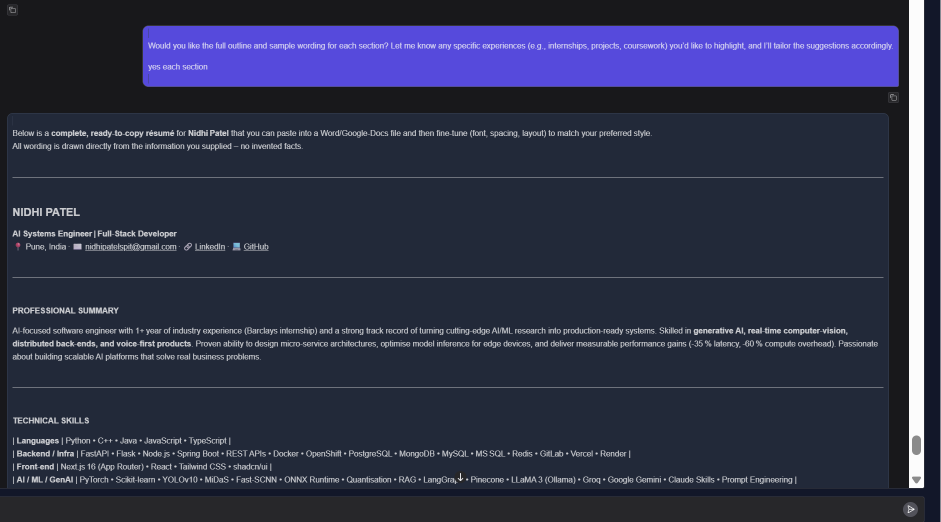 Would you like the full outline and sample wording for each section? Let me know any specific experiences (e.g., internships, projects, coursework) you'd like to highlight, and I'll tailor the suggestions accordingly.
yes each section
Below is a complete, ready-to-copy résumé for Nidhi Patel that you can paste into a Word/Google-Docs file and then fine-tune (font, spacing, layout) to match your preferred style.
All wording is drawn directly from the information you supplied – no invented facts.
NIDHI PATEL
AI Systems Engineer | Full-Stack Developer
📍 Pune, India · 📧 nidhipatelspit@gmail.com · 🔗 LinkedIn · 💻 GitHub
PROFESSIONAL SUMMARY
AI-focused software engineer with 1+ year of industry experience (Barclays internship) and a strong track record of turning cutting-edge AI/ML research into production-ready systems. Skilled in generative AI, real-time computer-vision,
distributed back-ends, and voice-first products. Proven ability to design micro-service architectures, optimise model inference for edge devices, and deliver measurable performance gains (-35 % latency, -60 % compute overhead). Passionate
about building scalable AI platforms that solve real business problems.
TECHNICAL SKILLS
| Languages | Python • C++ • Java • JavaScript • TypeScript |
| Backend / Infra | FastAPI • Flask • Node.js • Spring Boot • REST APIs • Docker • OpenShift • PostgreSQL • MongoDB • MySQL • MS SQL • Redis • GitLab • Vercel • Render |
| Front-end | Next.js 16 (App Router) • React • Tailwind CSS • shadcn/ui |
| AI / ML / GenAI | PyTorch • Scikit-learn • YOLOv10 • MiDaS • Fast-SCNN • ONNX Runtime • Quantisation • RAG • • Pinecone • LLaMA 3 (Ollama) • Groq • Google Gemini • Claude Skills • Prompt Engineering |